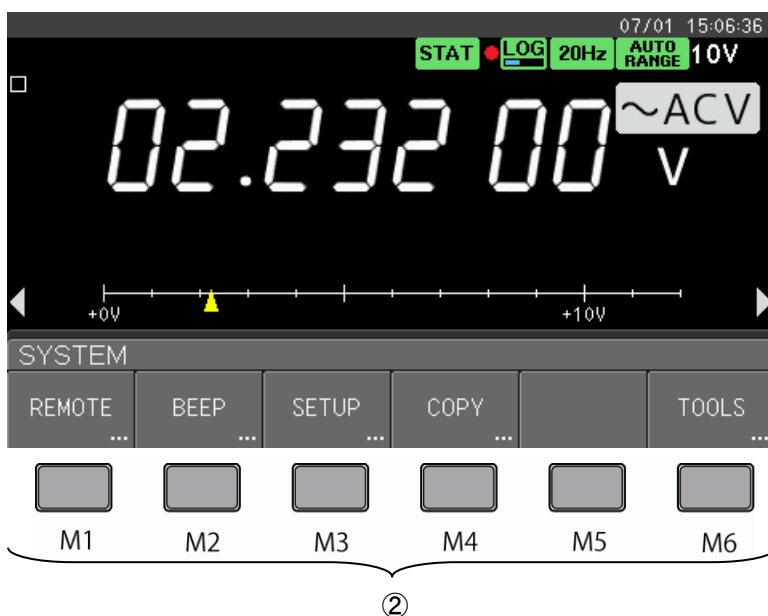 07/01 15:06:36
STAT LOG 20Hz AUTO RANGE 10V
~ACV
02.232 00 V
+0V +10V
SYSTEM
REMOTE... BEEP... SETUP... COPY... TOOLS...
M1 M2 M3 M4 M5 M6
②